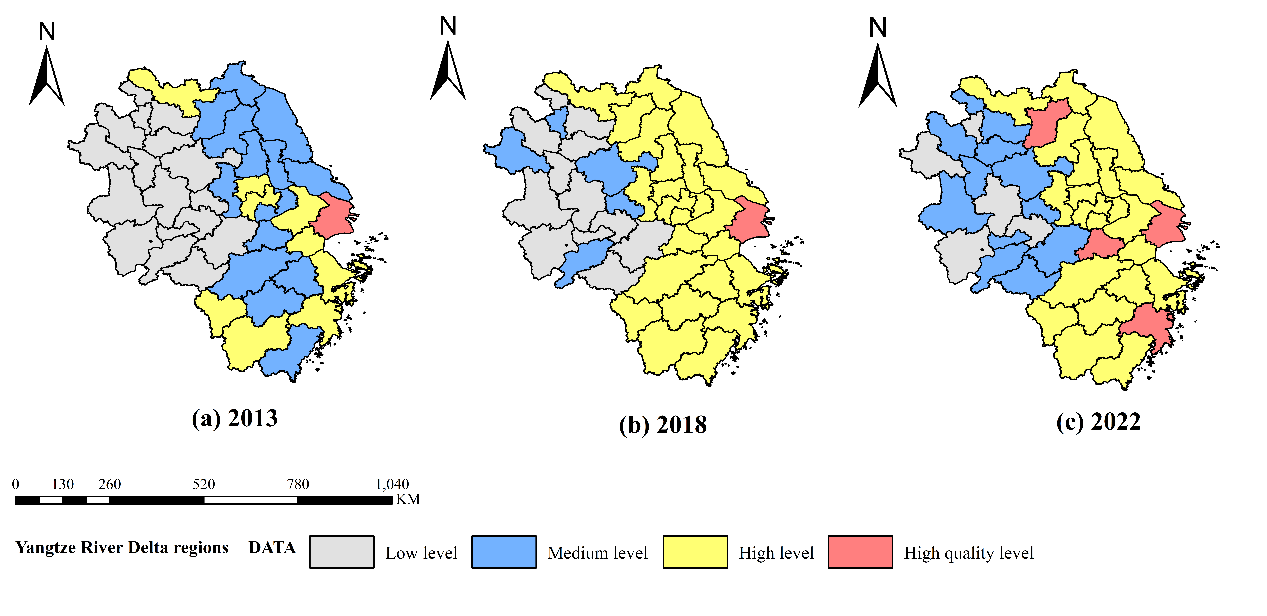 N
N
N
(a) 2013
(b) 2018
(c) 2022
0 130 260 520 780 1,040
KM
Yangtze River Delta regions DATA Low level Medium level High level High quality level